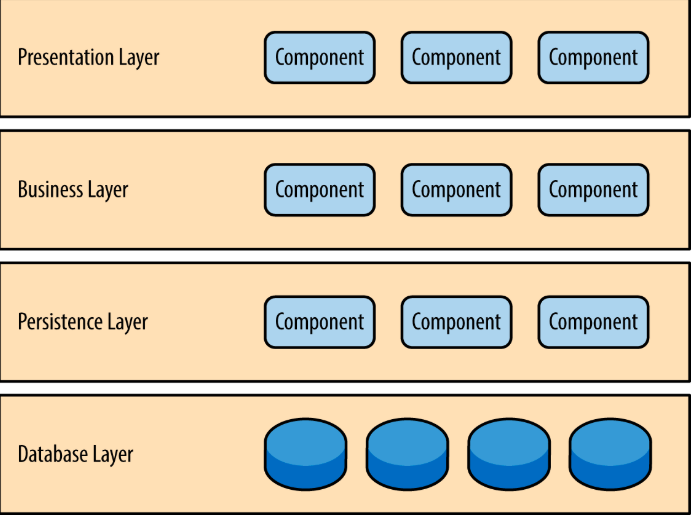 Presentation Layer
Component Component Component
Business Layer
Component Component Component
Persistence Layer
Component Component Component
Database Layer